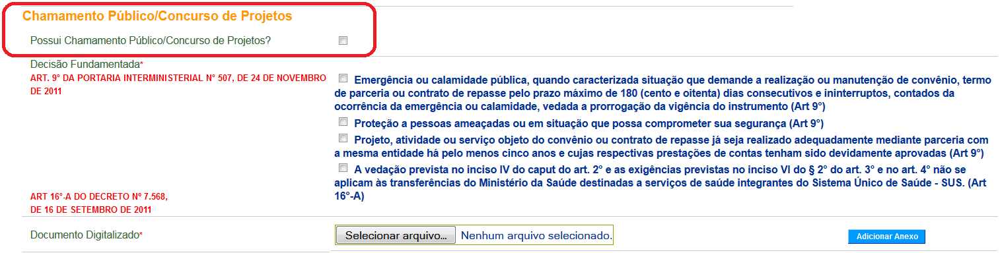 Chamamento Público/Concurso de Projetos
Possui Chamamento Público/Concurso de Projetos?
Decisão Fundamentada*
ART. 9° DA PORTARIA INTERMINISTERIAL N° 507, DE 24 DE NOVEMBRO
DE 2011
Emergência ou calamidade pública, quando caracterizada situação que demande a realização ou manutenção de convênio, termo
de parceria ou contrato de repasse pelo prazo máximo de 180 (cento e oitenta) dias consecutivos e ininterruptos, contados da
ocorrência da emergência ou calamidade, vedada a prorrogação da vigência do instrumento (Art 9°)
Proteção a pessoas ameaçadas ou em situação que possa comprometer sua segurança (Art 9°)
Projeto, atividade ou serviço objeto do convênio ou contrato de repasse já seja realizado adequadamente mediante parceria com
a mesma entidade há pelo menos cinco anos e cujas respectivas prestações de contas tenham sido devidamente aprovadas (Art 9°)
A vedação prevista no inciso IV do caput do art. 2° e as exigências previstas no inciso VI do § 2° do art. 3° e no art. 4° não se
aplicam às transferências do Ministério da Saúde destinadas a serviços de saúde integrantes do Sistema Único de Saúde - SUS. (Art
16°-A)
ART 16°-A DO DECRETO Nº 7.568,
DE 16 DE SETEMBRO DE 2011
Documento Digitalizado*
Selecionar arquivo... Nenhum arquivo selecionado.
Adicionar Anexo